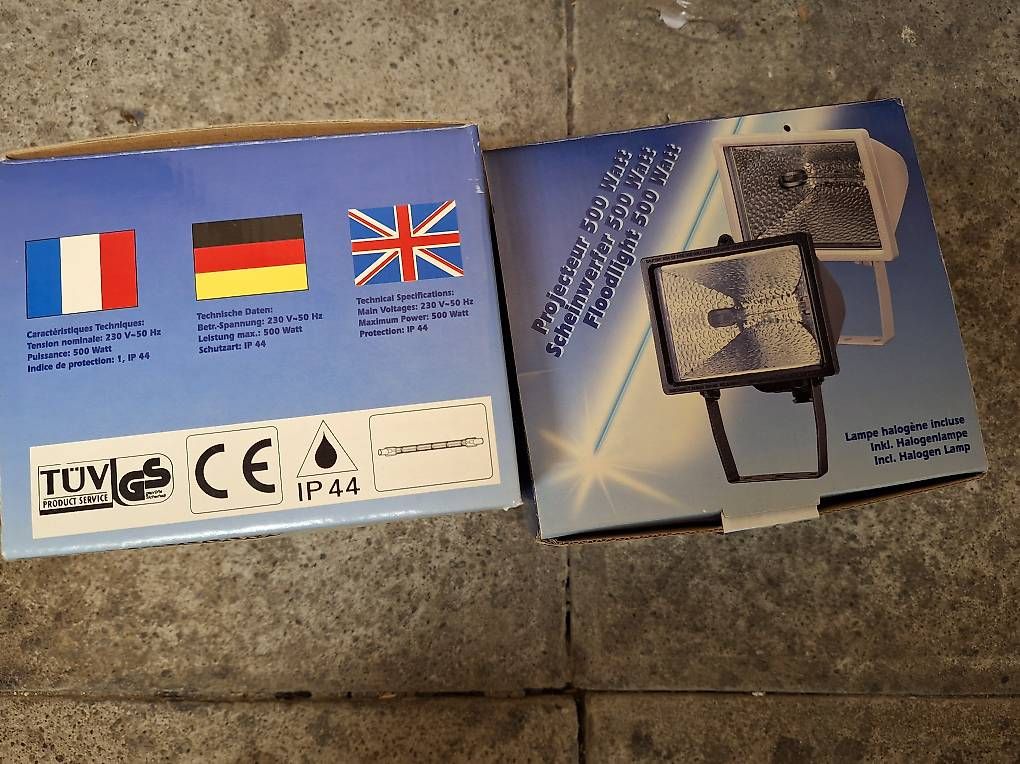 Caractéristiques Techniques:
Tension nominale: 230 V~50 Hz
Puissance: 500 Watt
Indice de protection: 1, IP 44
Technische Daten:
Betr.-Spannung: 230 V~50 Hz
Leistung max.: 500 Watt
Schutzart: IP 44
Technical Specifications:
Main Voltages: 230 V~50 Hz
Maximum Power: 500 Watt
Protection: IP 44
TÜV
PRODUCT SERVICE
GS
geprüfte
Sicherheit
CE
IP 44
Projecteur 500 Watt
Scheinwerfer 500 Watt
Floodlight 500 Watt
Lampe halogène incluse
Inkl. Halogenlampe
Incl. Halogen Lamp